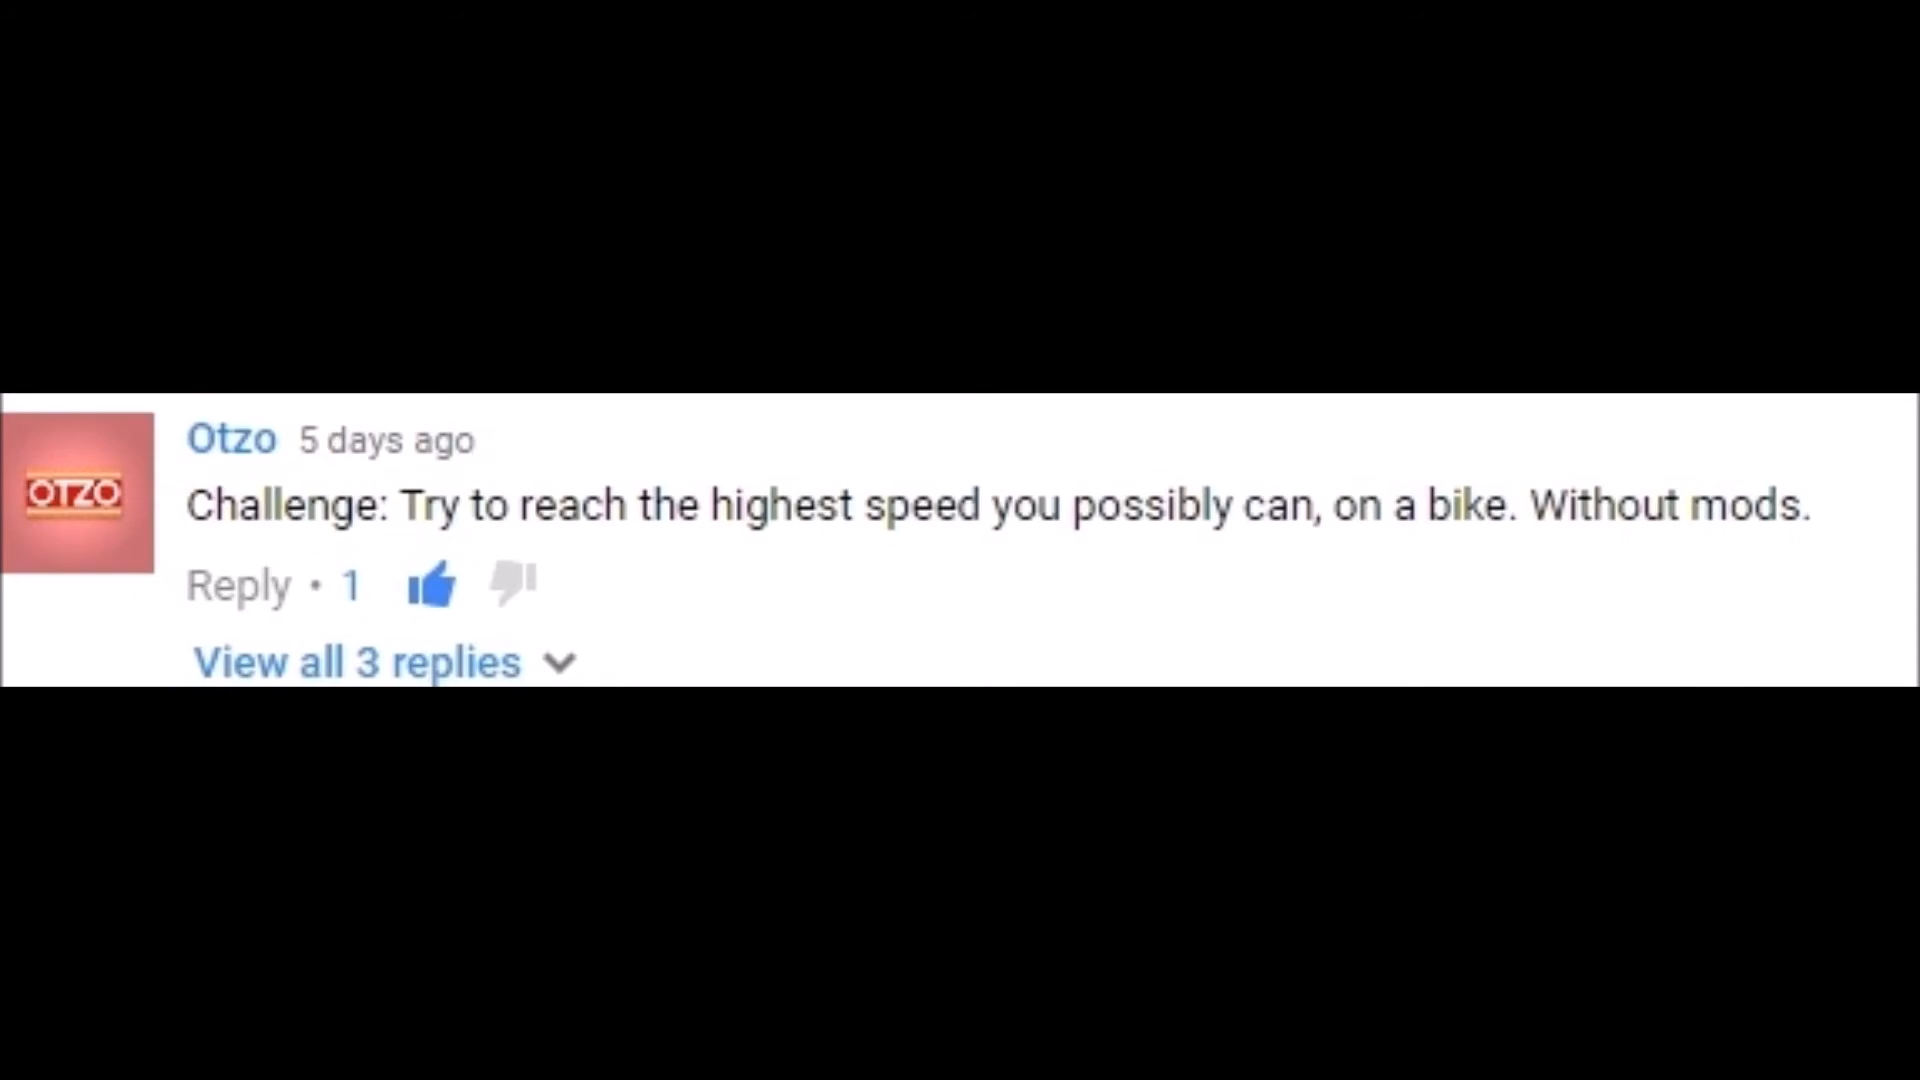 Otzo 5 days ago
OTZO
Challenge: Try to reach the highest speed you possibly can, on a bike. Without mods.
Reply • 1
View all 3 replies